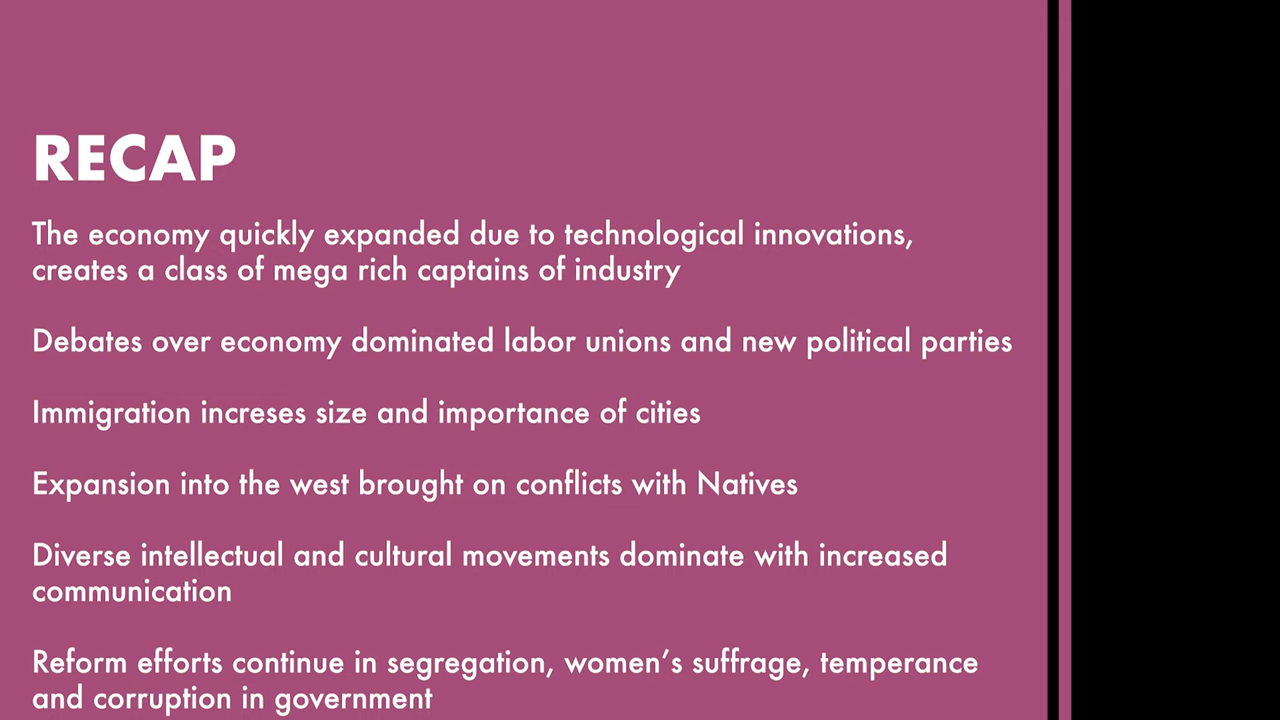 RECAP
The economy quickly expanded due to technological innovations,
creates a class of mega rich captains of industry
Debates over economy dominated labor unions and new political parties
Immigration increses size and importance of cities
Expansion into the west brought on conflicts with Natives
Diverse intellectual and cultural movements dominate with increased
communication
Reform efforts continue in segregation, women’s suffrage, temperance
and corruption in government